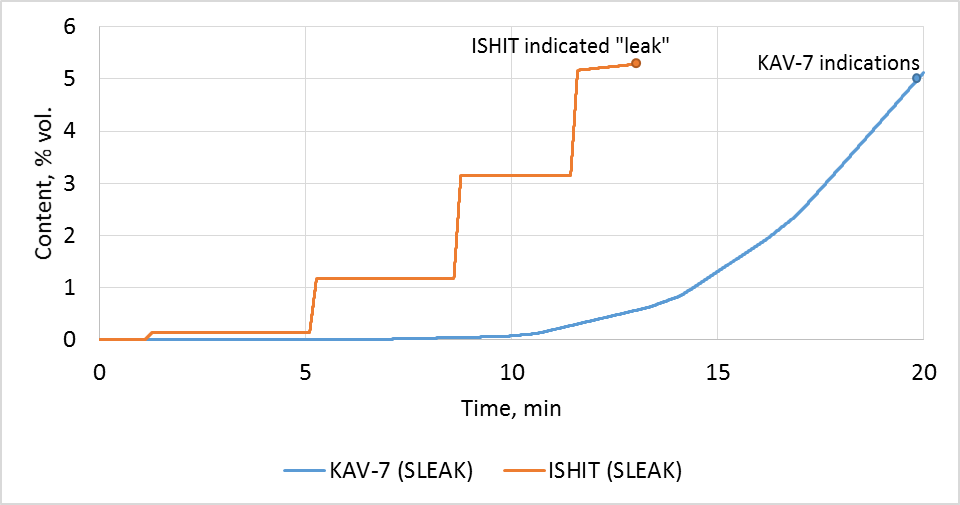 6
5
4
3
2
1
0
Content, % vol.
ISHIT indicated "leak"
KAV-7 indications
0 5 10 15 20
Time, min
KAV-7 (SLEAK) ISHIT (SLEAK)